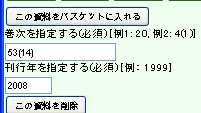 この資料をバスケットに入れる
巻次を指定する(必須)[例1:20, 例2:4(1)]
53(14)
刊行年を指定する(必須)[例: 1999]
2008
この資料を削除